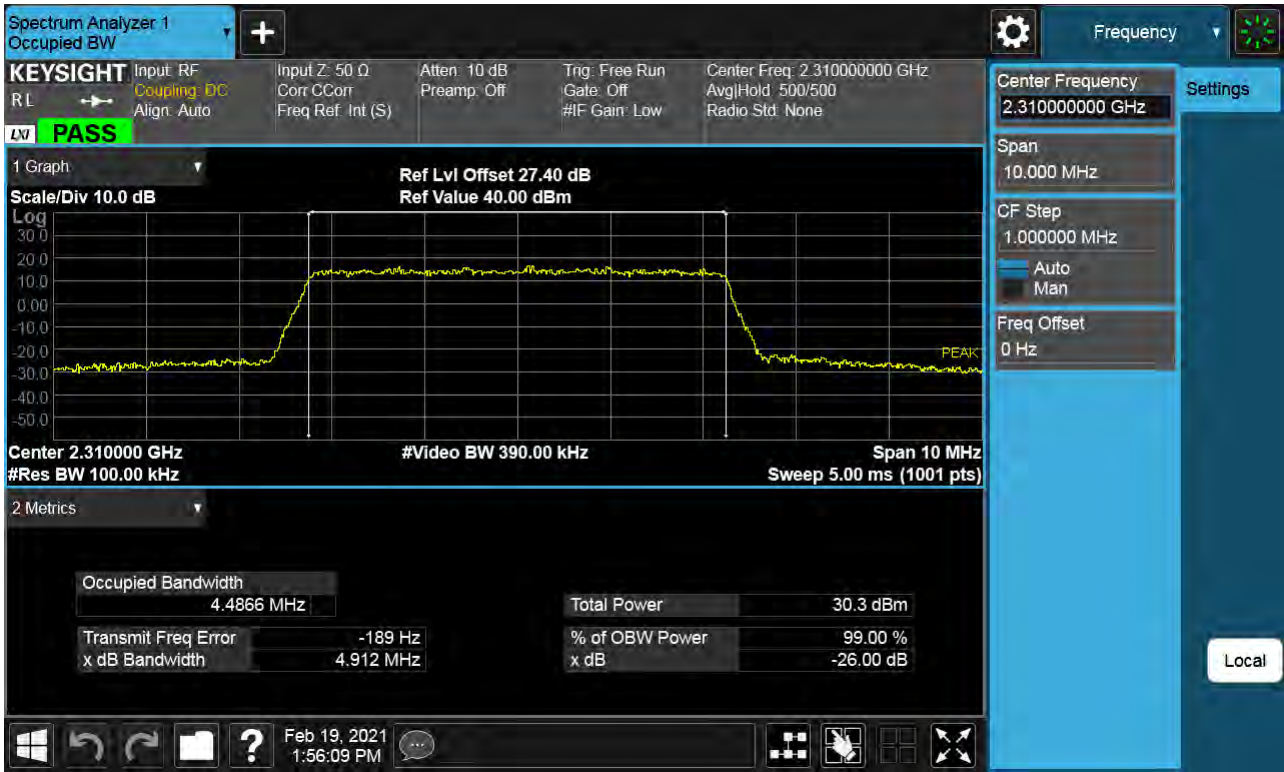 Spectrum Analyzer 1
Occupied BW
Frequency
KEYSIGHT
RL
LXI
PASS
Input: RF
Coupling: DC
Align: Auto
Input Z: 50 Ω
Corr CCorr
Freq Ref: Int (S)
Atten: 10 dB
Preamp: Off
Trig: Free Run
Gate: Off
#IF Gain: Low
Center Freq: 2.310000000 GHz
Avg|Hold: 500/500
Radio Std: None
1 Graph
Scale/Div 10.0 dB
Ref Lvl Offset 27.40 dB
Ref Value 40.00 dBm
Log
30.0
20.0
10.0
0.00
-10.0
-20.0
-30.0
-40.0
-50.0
PEAK
Center 2.310000 GHz
#Res BW 100.00 kHz
#Video BW 390.00 kHz
Span 10 MHz
Sweep 5.00 ms (1001 pts)
2 Metrics
Occupied Bandwidth
4.4866 MHz
Transmit Freq Error -189 Hz
x dB Bandwidth 4.912 MHz
Total Power 30.3 dBm
% of OBW Power 99.00 %
x dB -26.00 dB
?
Feb 19, 2021
1:56:09 PM
Center Frequency
2.310000000 GHz
Span
10.000 MHz
CF Step
1.000000 MHz
Auto
Man
Freq Offset
0 Hz
Settings
Local